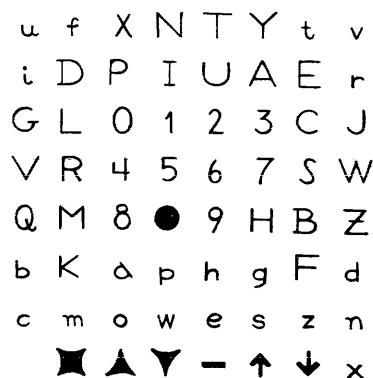 u f X N T Y t v
i D P I U A E r
G L 0 1 2 3 C J
V R 4 5 6 7 S W
Q M 8 ● 9 H B Z
b K a p h g F d
c m o w e s z n
− ↑ ↓ x